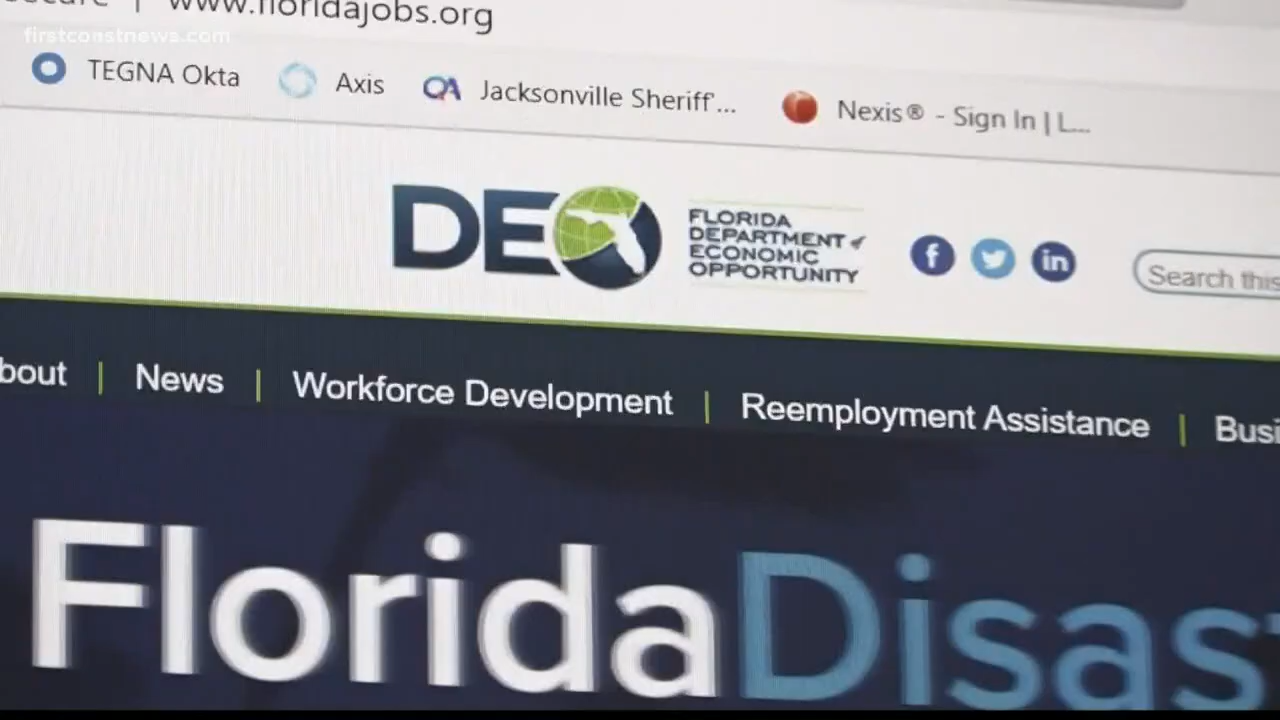 www.floridajobs.org
firstcoastnews.com
TEGNA Okta
Axis
Jacksonville Sheriff'...
Nexis® - Sign In | L...
DEO
FLORIDA
DEPARTMENT of
ECONOMIC
OPPORTUNITY
f
in
Search this
bout | News | Workforce Development | Reemployment Assistance | Busi
FloridaDisas